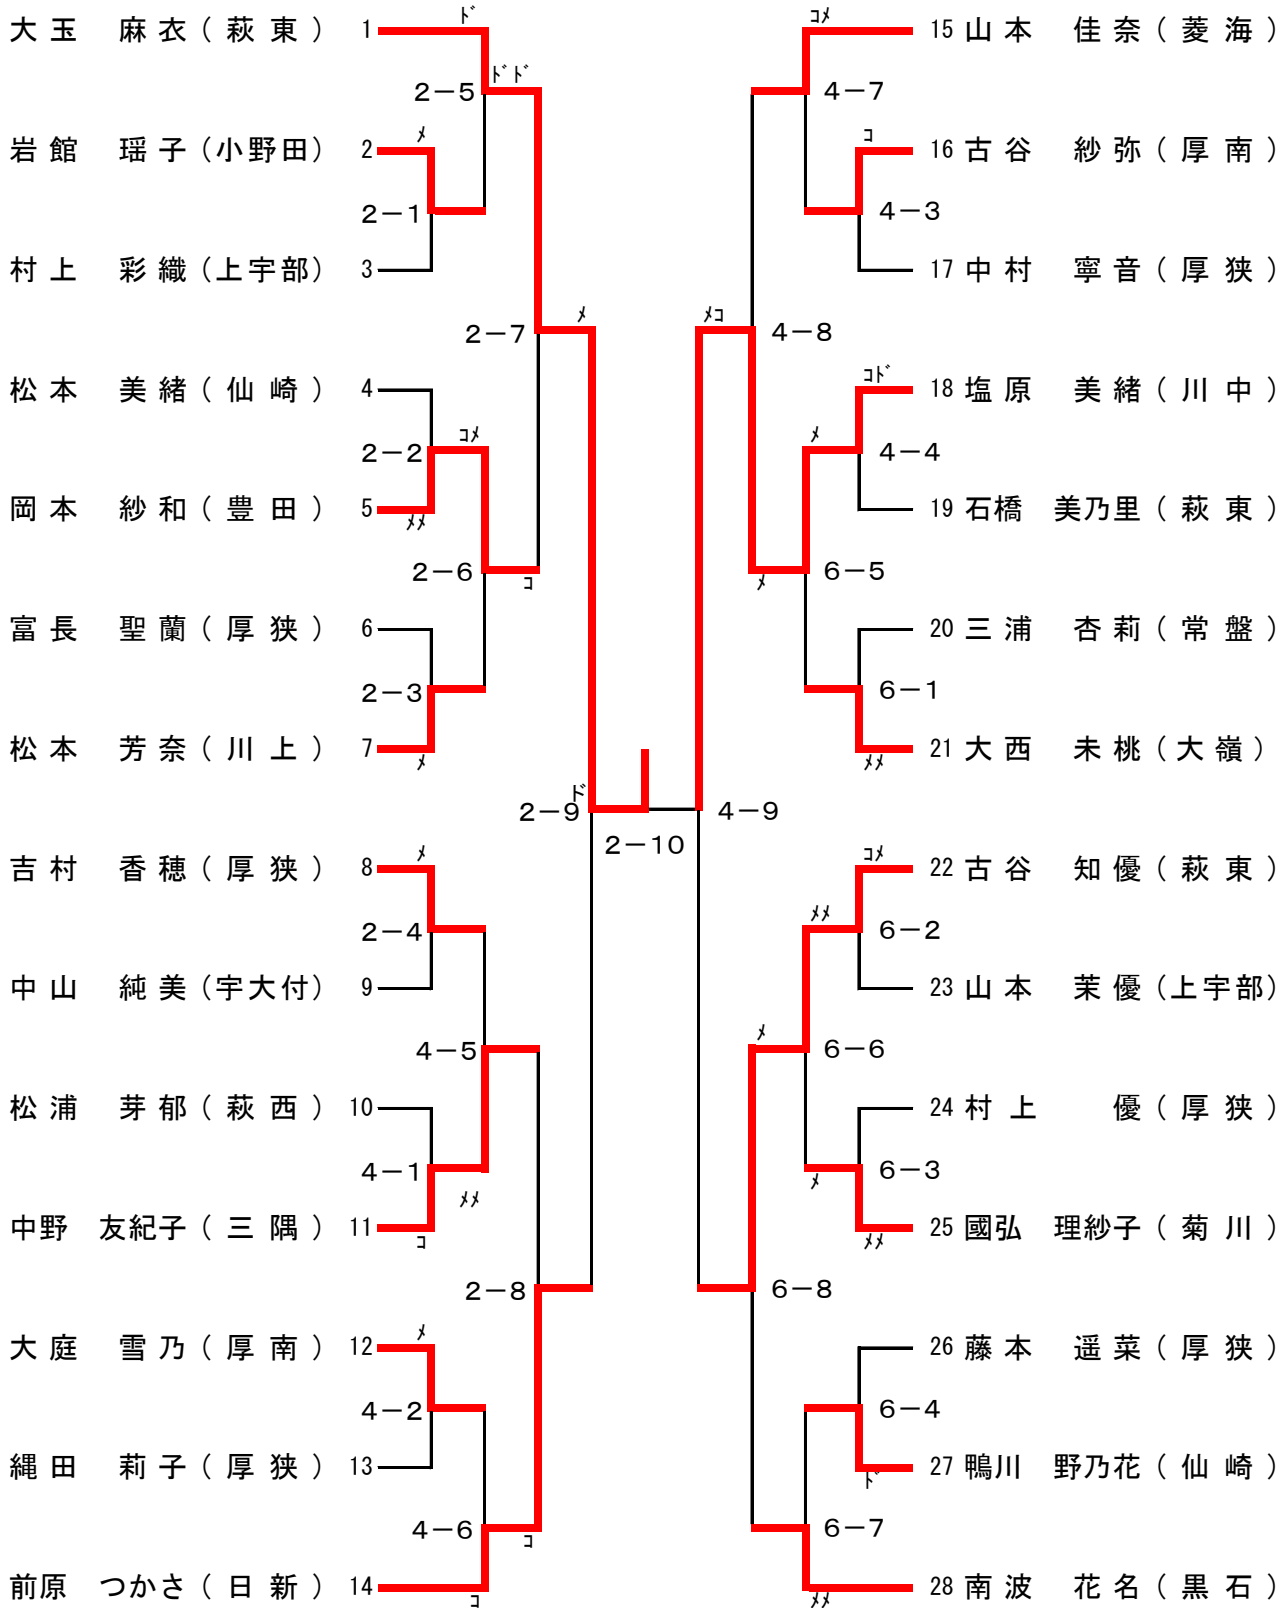 大玉 麻衣(萩東) 1
ド
コメ
15 山本 佳奈(菱海)
2-5
ドド
4-7
岩館 瑶子(小野田) 2
メ
コ
16 古谷 紗弥(厚南)
2-1
4-3
村上 彩織(上宇部) 3
17 中村 寧音(厚狭)
2-7
メ
メコ
4-8
松本 美緒(仙崎) 4
コド
18 塩原 美緒(川中)
2-2
コメ
メ
4-4
岡本 紗和(豊田) 5
メメ
19 石橋 美乃里(萩東)
2-6
コ
メ
6-5
富長 聖蘭(厚狭) 6
20 三浦 杏莉(常盤)
2-3
6-1
松本 芳奈(川上) 7
メ
メメ
21 大西 未桃(大嶺)
2-9
ド
4-9
2-10
吉村 香穂(厚狭) 8
メ
コメ
22 古谷 知優(萩東)
2-4
メメ
6-2
中山 純美(宇大付) 9
23 山本 茉優(上宇部)
4-5
メ
6-6
松浦 芽郁(萩西) 10
24 村上 優(厚狭)
4-1
メメ
メ
6-3
中野 友紀子(三隅) 11
コ
メメ
25 國弘 理紗子(菊川)
2-8
6-8
大庭 雪乃(厚南) 12
メ
26 藤本 遥菜(厚狭)
4-2
6-4
縄田 莉子(厚狭) 13
ド
27 鴨川 野乃花(仙崎)
4-6
コ
6-7
前原 つかさ(日新) 14
コ
メメ
28 南波 花名(黒石)